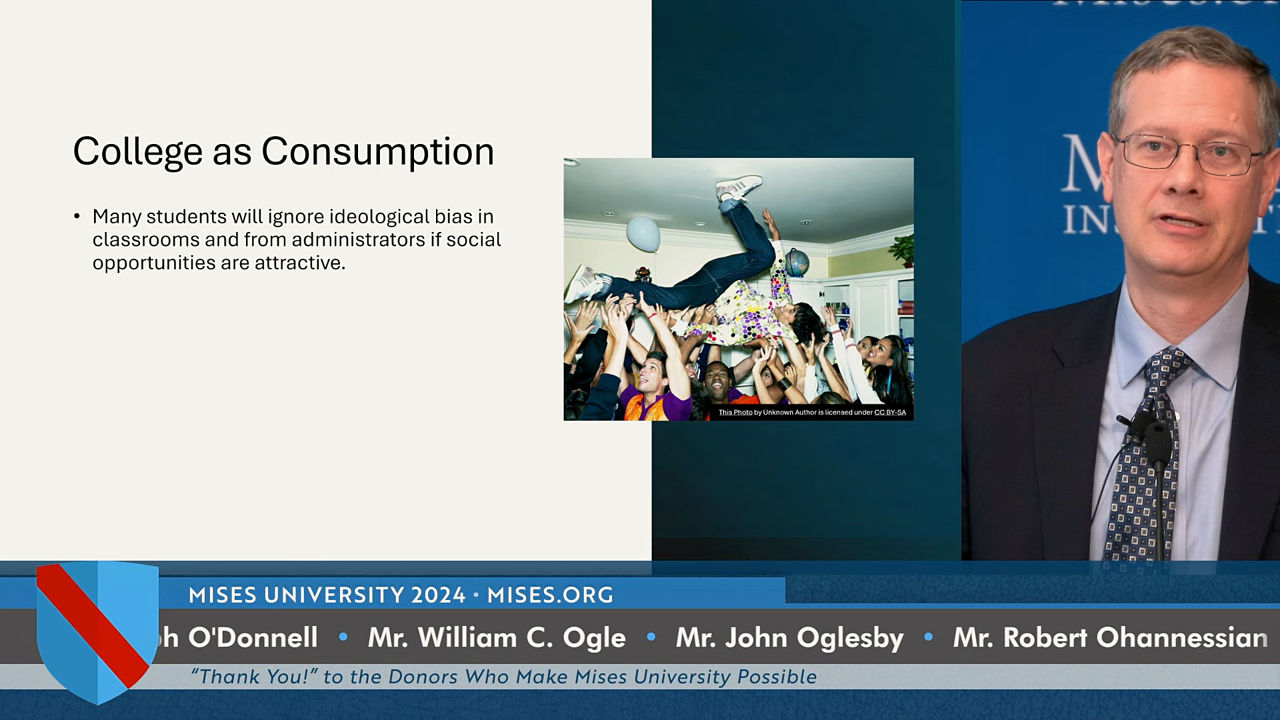 College as Consumption
• Many students will ignore ideological bias in
classrooms and from administrators if social
opportunities are attractive.
This Photo by Unknown Author is licensed under CC BY-SA
MISES UNIVERSITY 2024 • MISES.ORG
O'Donnell • Mr. William C. Ogle • Mr. John Oglesby • Mr. Robert Ohannessian
“Thank You!” to the Donors Who Make Mises University Possible